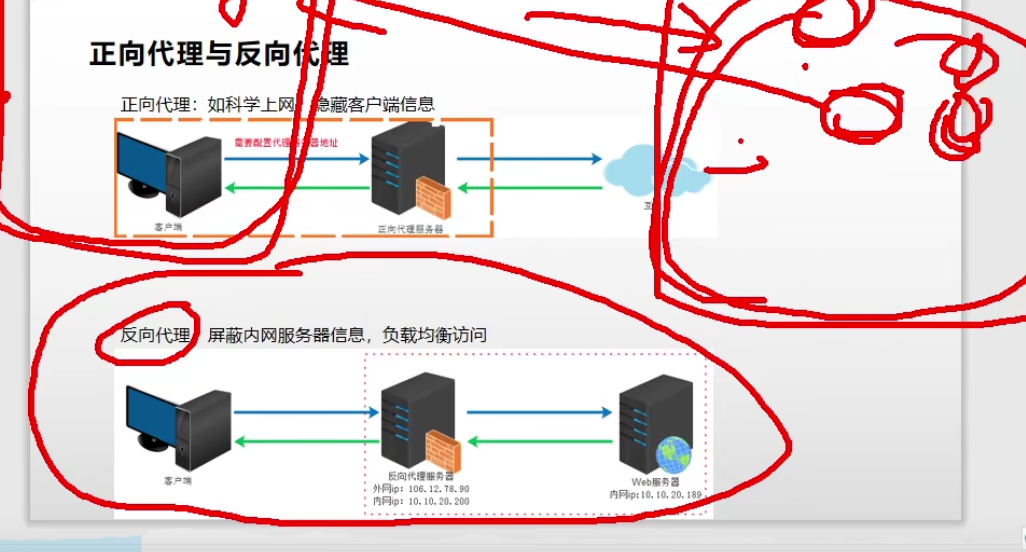 正向代理与反向代理
正向代理：如科学上网，隐藏客户端信息
需要配置代理服务器地址
客户端
正向代理服务器
反向代理：屏蔽内网服务器信息，负载均衡访问
客户端
反向代理服务器
外网ip：106.12.78.90
内网ip：10.10.20.200
Web服务器
内网ip:10.10.20.189